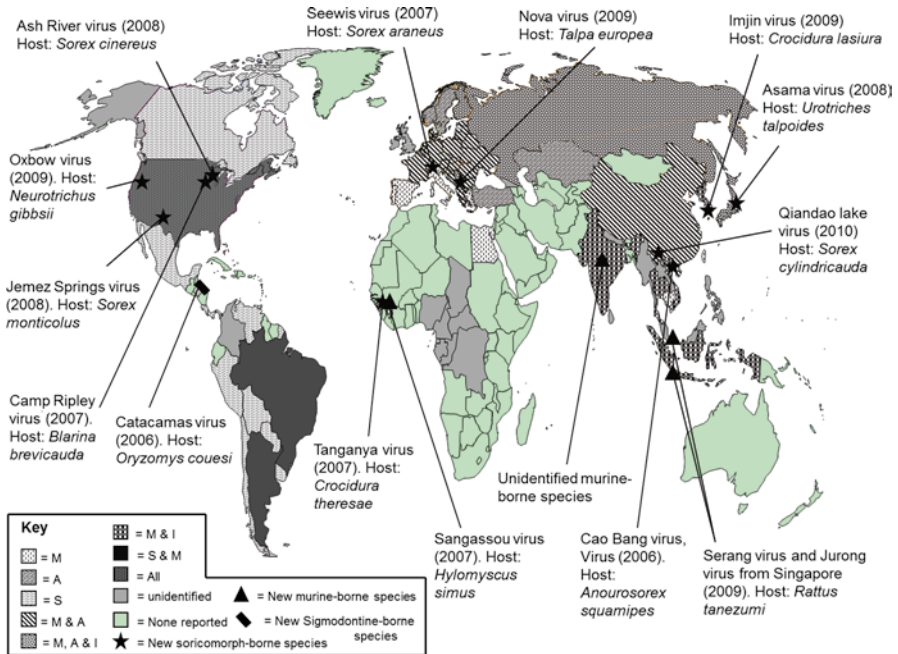 Ash River virus (2008)
Host: Sorex cinereus
Seewis virus (2007)
Host: Sorex araneus
Nova virus (2009)
Host: Talpa europea
Imjin virus (2009)
Host: Crocidura lasiura
Asama virus (2008)
Host: Urotriches
talpoides
Oxbow virus
(2009). Host:
Neurotrichus
gibbsii
Qiandao lake
virus (2010)
Host: Sorex
cylindricauda
Jemez Springs virus
(2008). Host: Sorex
monticolus
Camp Ripley
virus (2007).
Host: Blarina
brevicauda
Catacamas virus
(2006). Host:
Oryzomys couesi
Tanganya virus
(2007). Host:
Crocidura
theresae
Unidentified murine-
borne species
Sangassou virus
(2007). Host:
Hylomyscus
simus
Cao Bang virus,
Virus (2006).
Host:
Anourosorex
squamipes
Serang virus and Jurong
virus from Singapore
(2009). Host: Rattus
tanezumi
Key
= M
= A
= S
= M & A
= M, A & I
= M & I
= S & M
= All
= unidentified
= None reported
= New soricomorph-borne species
= New murine-borne species
= New Sigmodontine-borne
species